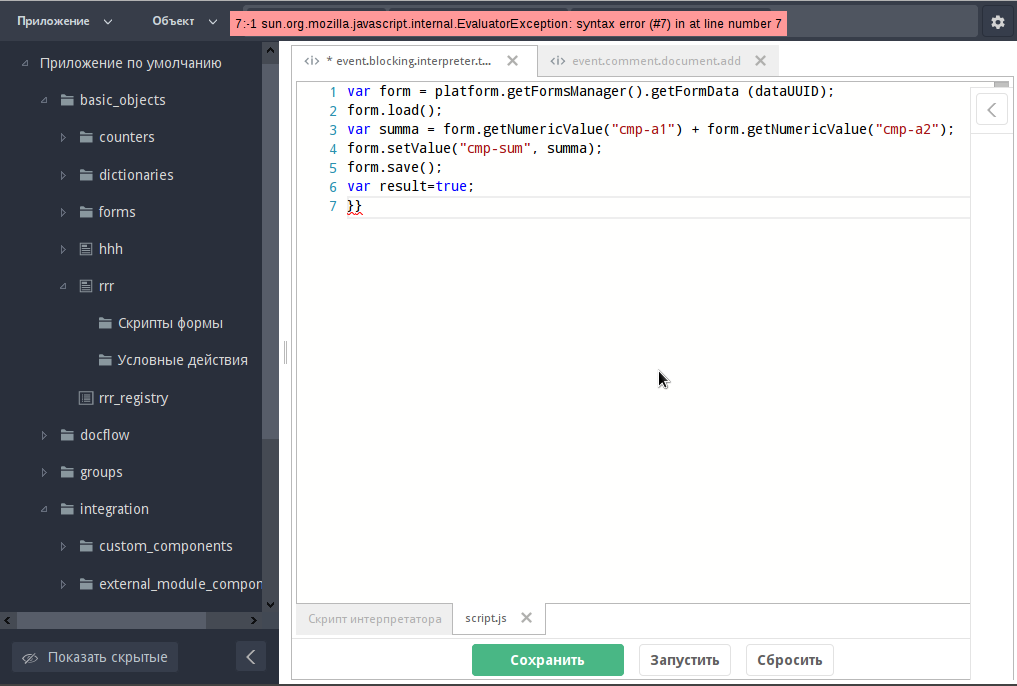 Приложение
Объект
7:-1 sun.org.mozilla.javascript.internal.EvaluatorException: syntax error (#7) in at line number 7
Приложение по умолчанию
basic_objects
counters
dictionaries
forms
hhh
rrr
Скрипты формы
Условные действия
rrr_registry
docflow
groups
integration
custom_components
external_module_compon
Показать скрытые
* event.blocking.interpreter.t...
event.comment.document.add
1 var form = platform.getFormsManager().getFormData (dataUUID);
2 form.load();
3 var summa = form.getNumericValue("cmp-a1") + form.getNumericValue("cmp-a2");
4 form.setValue("cmp-sum", summa);
5 form.save();
6 var result=true;
7 }}
Скрипт интерпретатора
script.js
Сохранить
Запустить
Сбросить